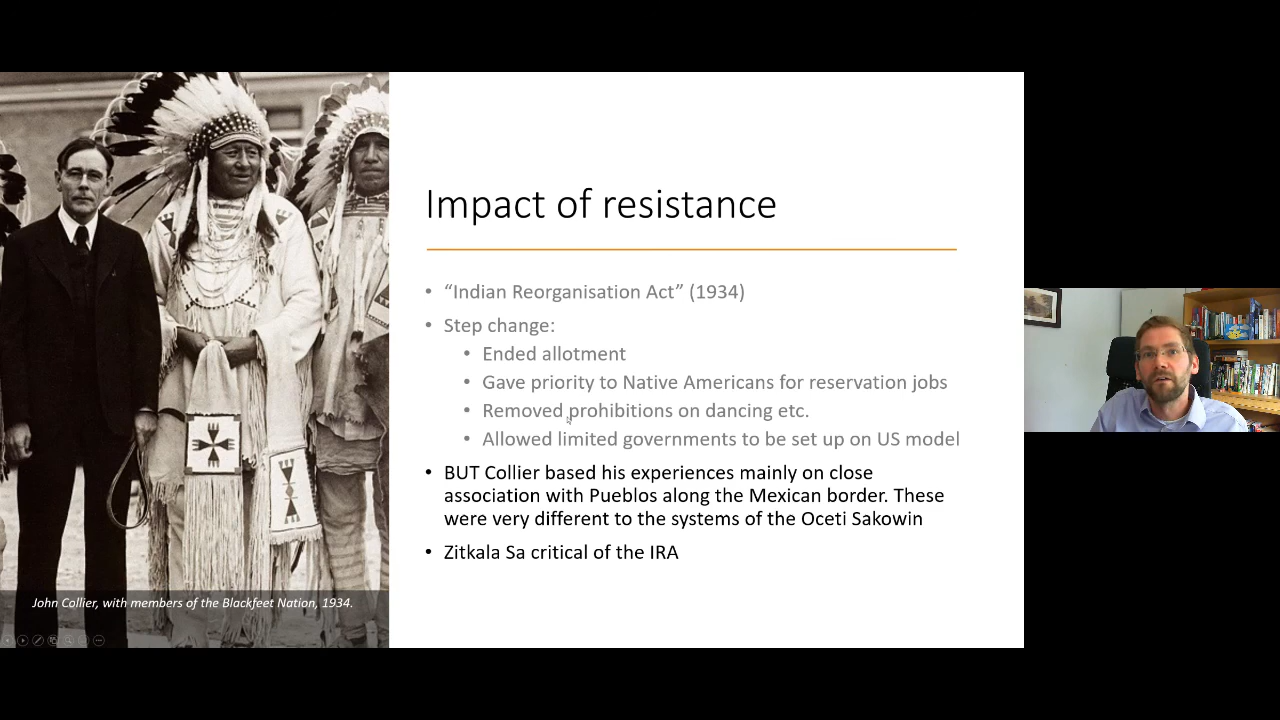 Impact of resistance
• “Indian Reorganisation Act” (1934)
• Step change:
• Ended allotment
• Gave priority to Native Americans for reservation jobs
• Removed prohibitions on dancing etc.
• Allowed limited governments to be set up on US model
• BUT Collier based his experiences mainly on close
association with Pueblos along the Mexican border. These
were very different to the systems of the Oceti Sakowin
• Zitkala Sa critical of the IRA
John Collier, with members of the Blackfeet Nation, 1934.